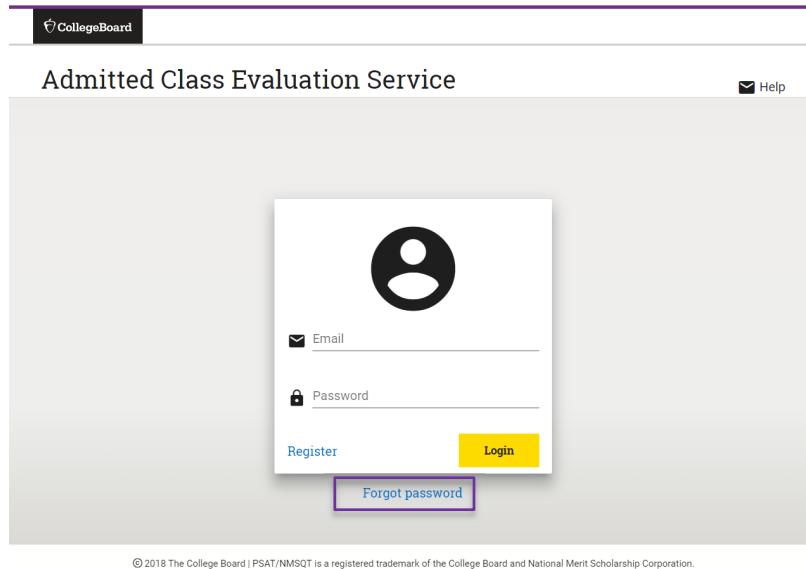 CollegeBoard
Admitted Class Evaluation Service
Help
Email
Password
Register
Login
Forgot password
© 2018 The College Board | PSAT/NMSQT is a registered trademark of the College Board and National Merit Scholarship Corporation.